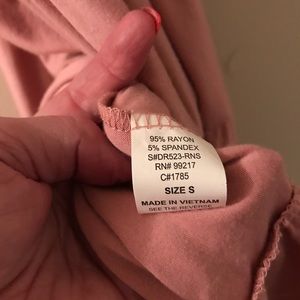 95% RAYON
5% SPANDEX
S#DR523-RNS
RN# 99217
C#1785
SIZE S
MADE IN VIETNAM
SEE THE REVERSE